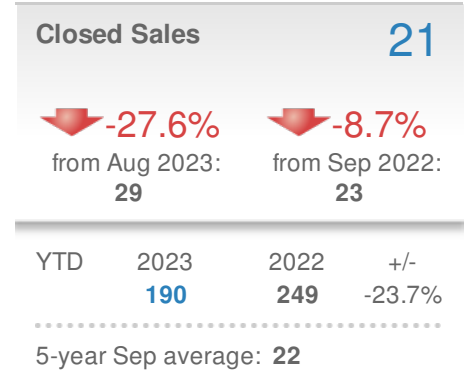 Closed Sales 21
-27.6% -8.7%
from Aug 2023: from Sep 2022:
29 23
YTD 2023 2022 +/-
190 249 -23.7%
5-year Sep average: 22